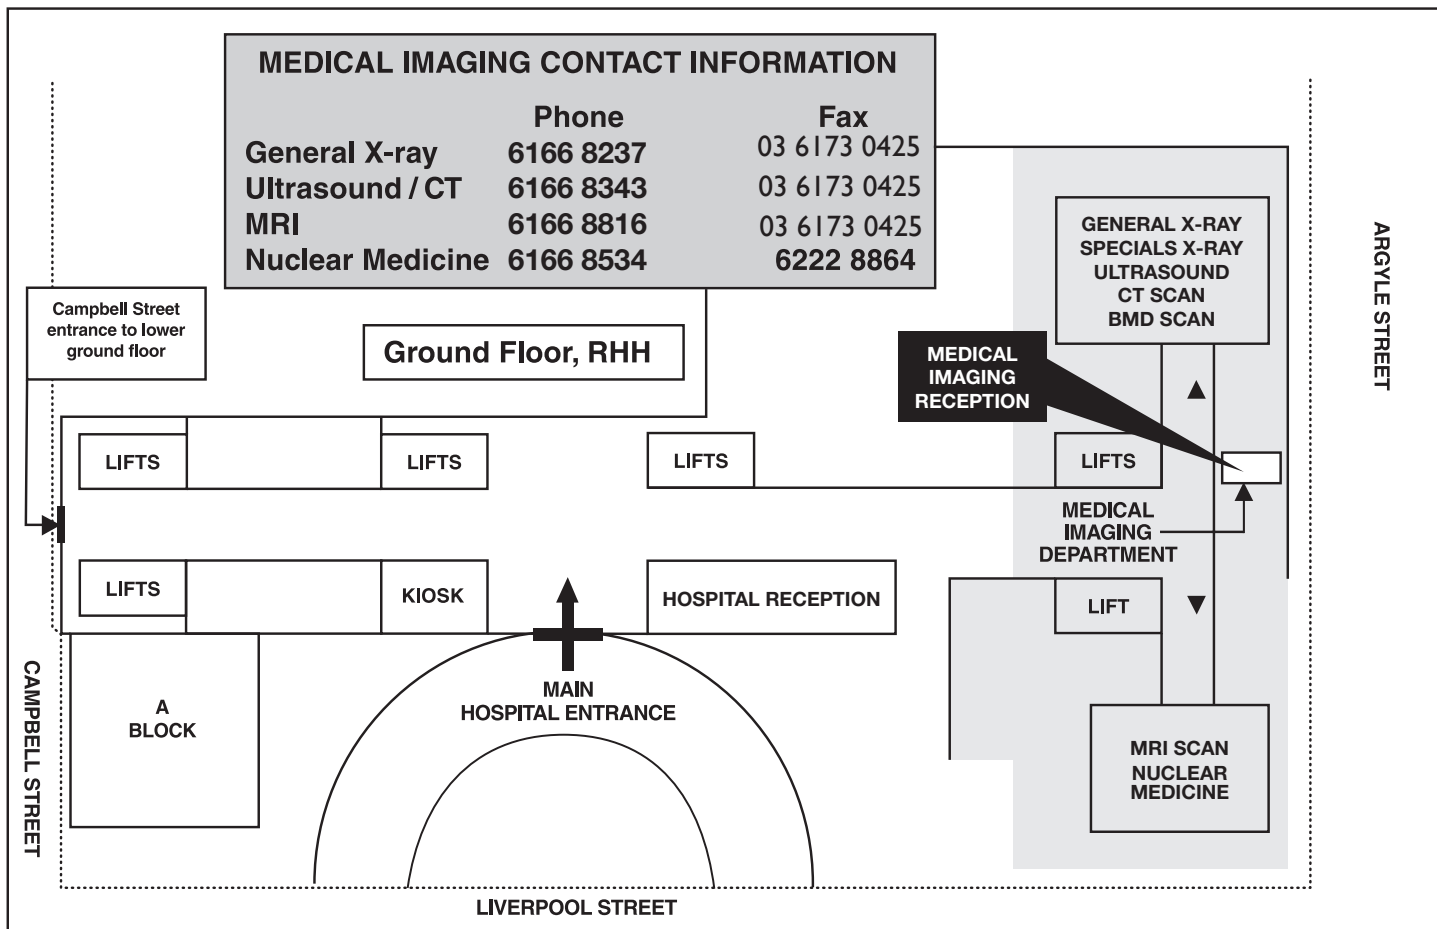 MEDICAL IMAGING CONTACT INFORMATION
Phone Fax
General X-ray 6166 8237 03 6173 0425
Ultrasound / CT 6166 8343 03 6173 0425
MRI 6166 8816 03 6173 0425
Nuclear Medicine 6166 8534 6222 8864
Campbell Street
entrance to lower
ground floor
Ground Floor, RHH
MEDICAL
IMAGING
RECEPTION
GENERAL X-RAY
SPECIALS X-RAY
ULTRASOUND
CT SCAN
BMD SCAN
ARGYLE STREET
LIFTS
LIFTS
LIFTS
LIFTS
MEDICAL
IMAGING
DEPARTMENT
LIFTS
KIOSK
HOSPITAL RECEPTION
LIFT
CAMPBELL STREET
A
BLOCK
MAIN
HOSPITAL ENTRANCE
MRI SCAN
NUCLEAR
MEDICINE
LIVERPOOL STREET